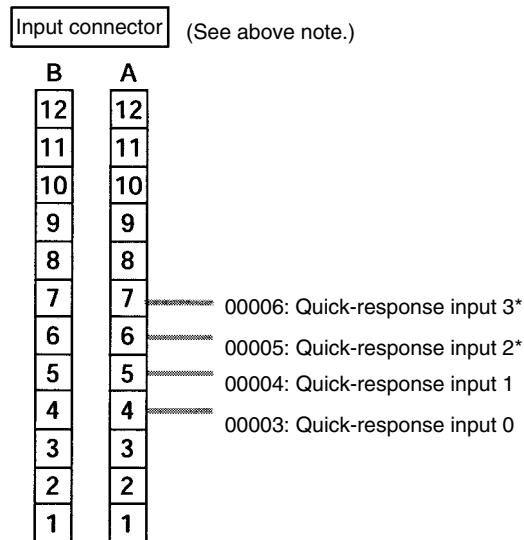 Input connector (See above note.)
B A
12 12
11 11
10 10
9 9
8 8
7 7 00006: Quick-response input 3*
6 6 00005: Quick-response input 2*
5 5 00004: Quick-response input 1
4 4 00003: Quick-response input 0
3 3
2 2
1 1